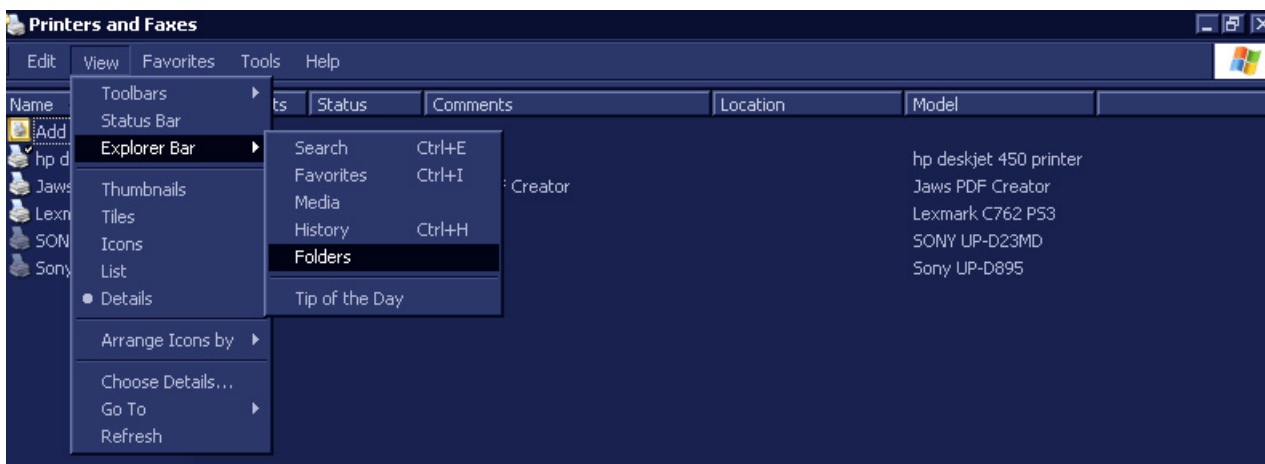 Printers and Faxes
Edit View Favorites Tools Help
Name ts Status Comments Location Model
Toolbars
Status Bar
Explorer Bar
Thumbnails
Tiles
Icons
List
Details
Arrange Icons by
Choose Details...
Go To
Refresh
Search Ctrl+E
Favorites Ctrl+I
Media
History Ctrl+H
Folders
Tip of the Day
Add
hp d hp deskjet 450 printer
Jaws Creator Jaws PDF Creator
Lexm Lexmark C762 PS3
SON SONY UP-D23MD
Sony Sony UP-D895